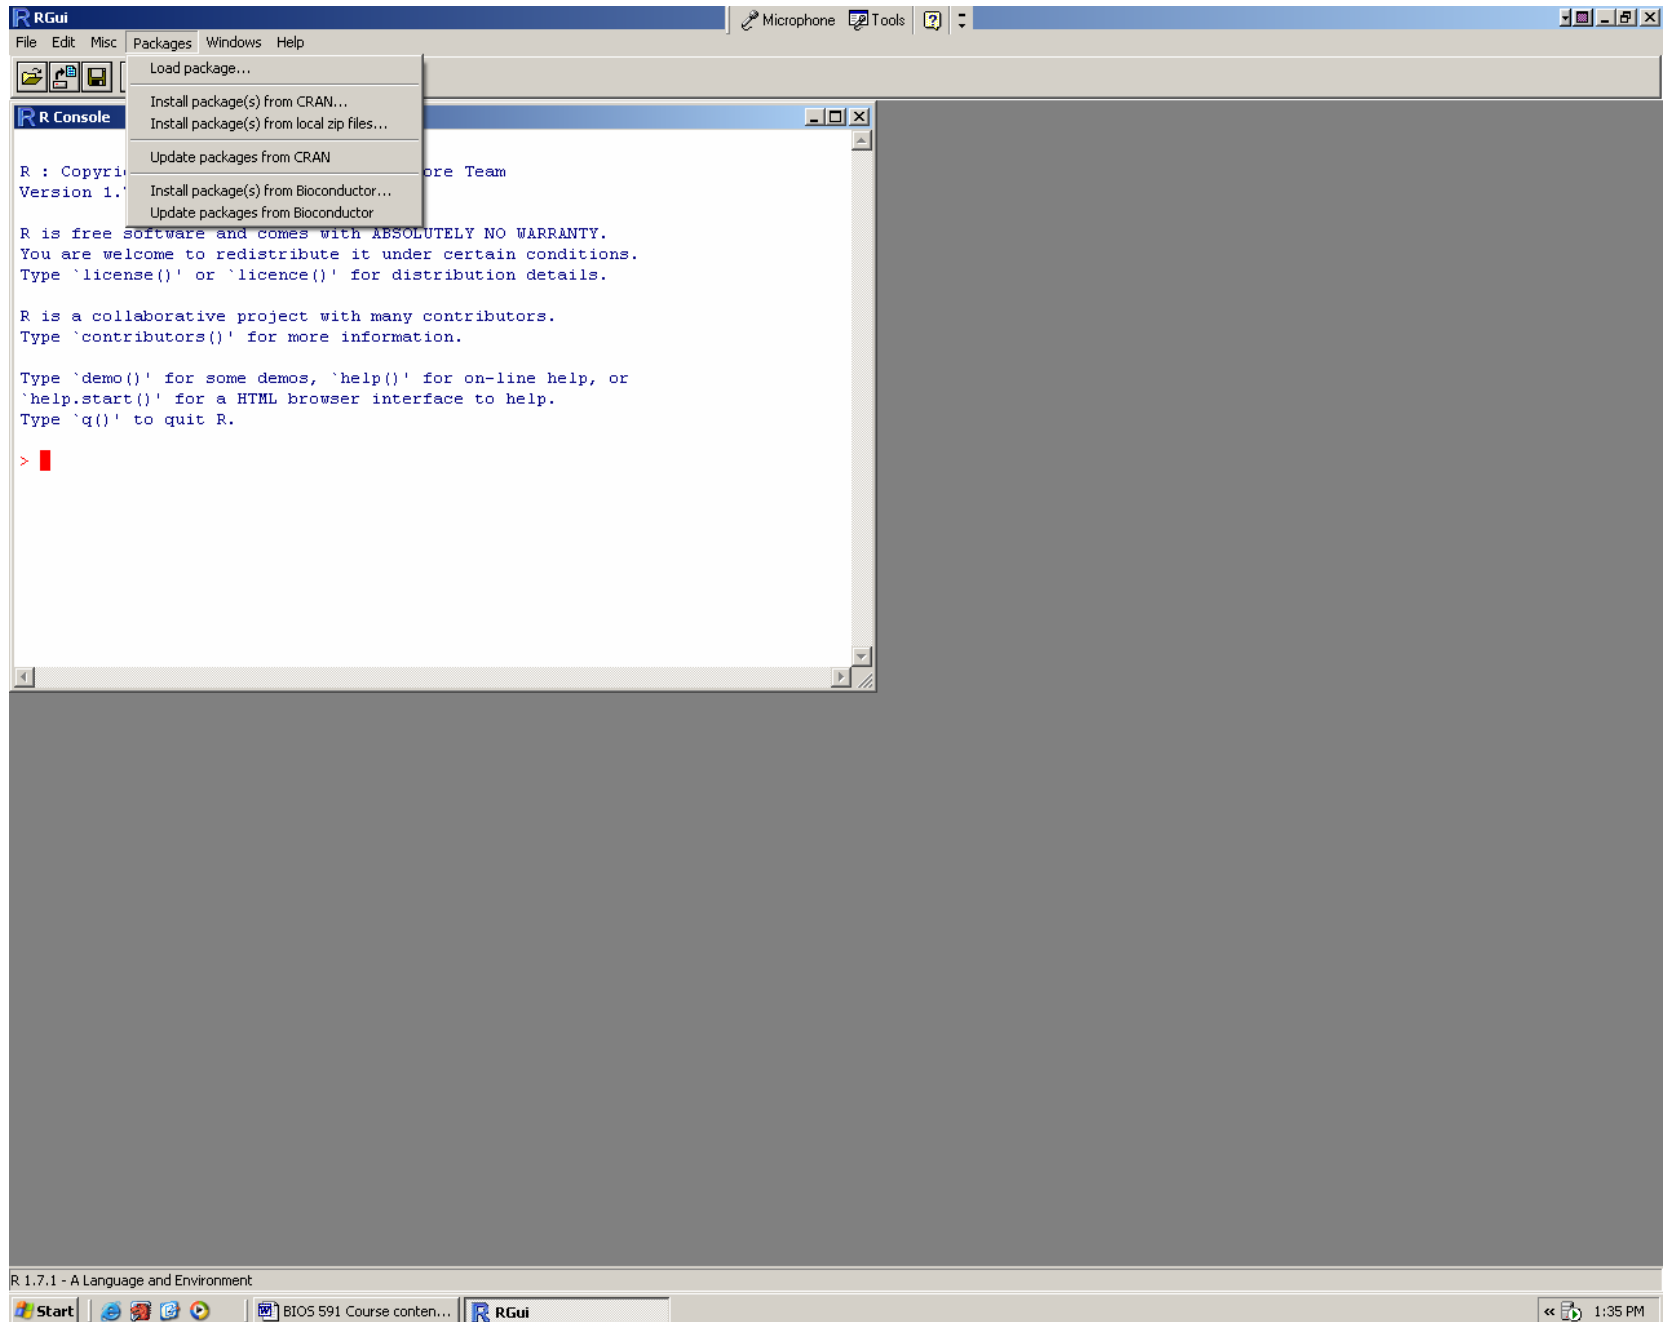 RGui
Microphone Tools
File Edit Misc Packages Windows Help
Load package...
Install package(s) from CRAN...
Install package(s) from local zip files...
Update packages from CRAN
Install package(s) from Bioconductor...
Update packages from Bioconductor
R Console
R : Copyri ore Team
Version 1.
R is free software and comes with ABSOLUTELY NO WARRANTY.
You are welcome to redistribute it under certain conditions.
Type `license()' or `licence()' for distribution details.
R is a collaborative project with many contributors.
Type `contributors()' for more information.
Type `demo()' for some demos, `help()' for on-line help, or
`help.start()' for a HTML browser interface to help.
Type `q()' to quit R.
>
R 1.7.1 - A Language and Environment
Start BIOS 591 Course conten... RGui « 1:35 PM